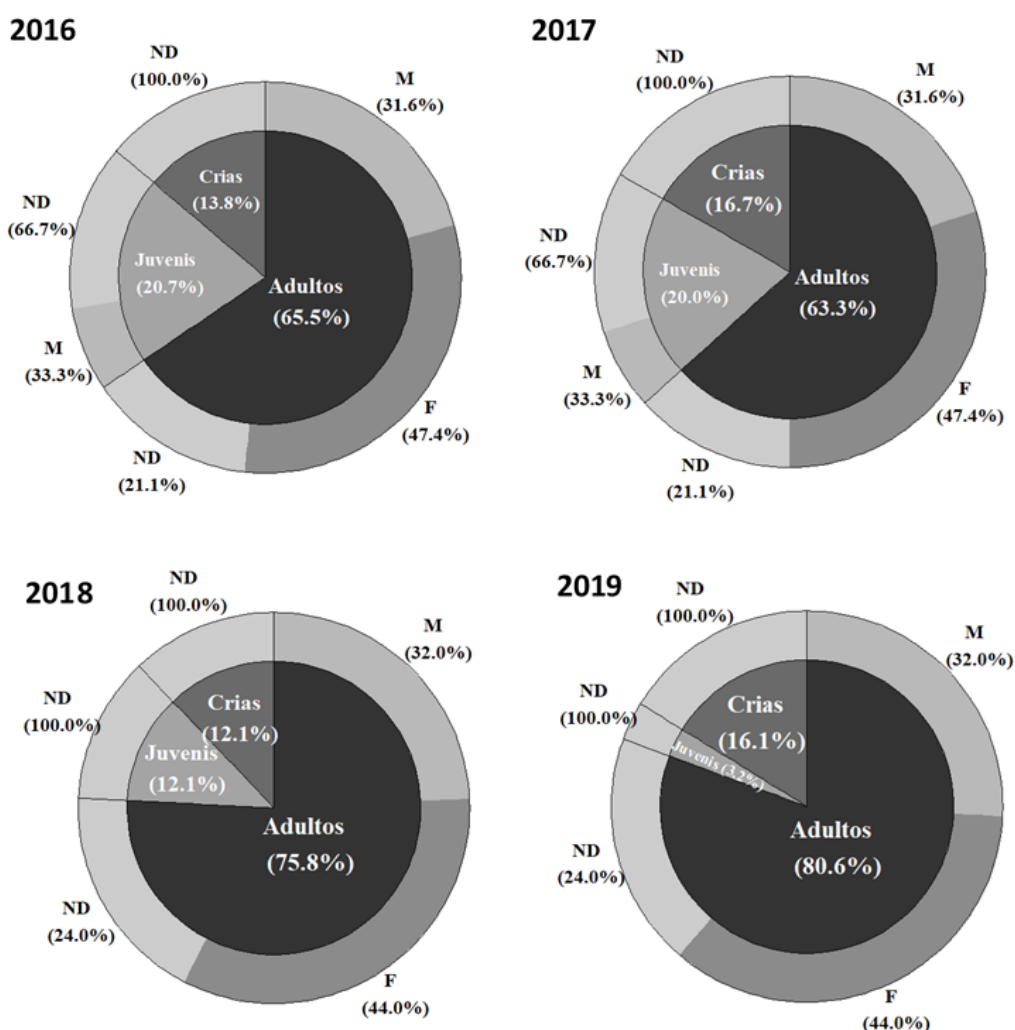 2016
ND
(100.0%)
M
(31.6%)
Crias
(13.8%)
ND
(66.7%)
Juvenis
(20.7%)
Adultos
(65.5%)
M
(33.3%)
F
(47.4%)
ND
(21.1%)
2017
ND
(100.0%)
M
(31.6%)
Crias
(16.7%)
ND
(66.7%)
Juvenis
(20.0%)
Adultos
(63.3%)
M
(33.3%)
F
(47.4%)
ND
(21.1%)
2018
ND
(100.0%)
M
(32.0%)
ND
(100.0%)
Crias
(12.1%)
Juvenis
(12.1%)
Adultos
(75.8%)
ND
(24.0%)
F
(44.0%)
2019
ND
(100.0%)
M
(32.0%)
ND
(100.0%)
Crias
(16.1%)
Juvenis (3.2%)
Adultos
(80.6%)
ND
(24.0%)
F
(44.0%)